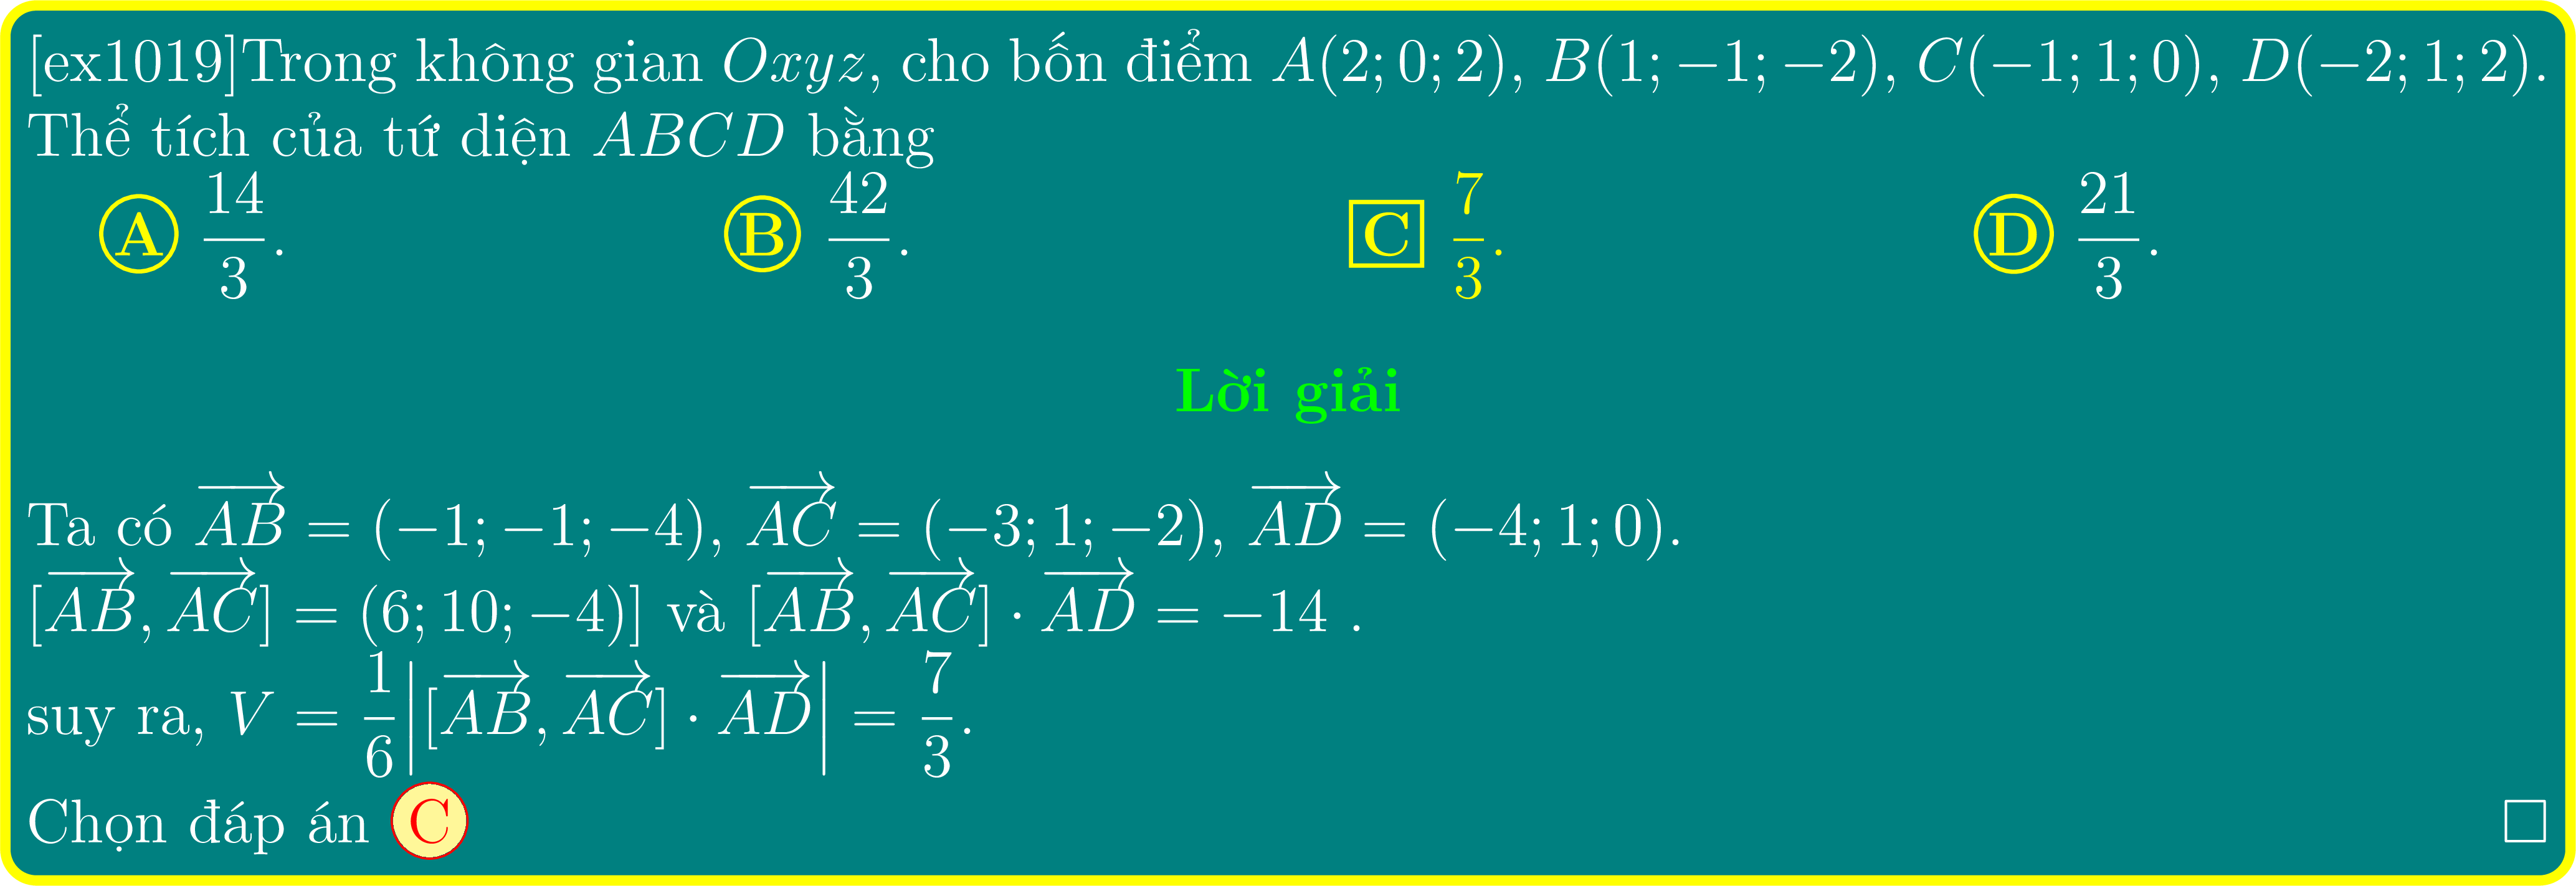 [ex1019]Trong không gian Oxyz, cho bốn điểm A(2; 0; 2), B(1; −1; −2), C(−1; 1; 0), D(−2; 1; 2).
Thể tích của tứ diện ABCD bằng
A $\frac{14}{3}$. B $\frac{42}{3}$. C $\frac{7}{3}$. D $\frac{21}{3}$.
Lời giải
Ta có $\overrightarrow{AB}$ = (−1; −1; −4), $\overrightarrow{AC}$ = (−3; 1; −2), $\overrightarrow{AD}$ = (−4; 1; 0).
[$\overrightarrow{AB}$, $\overrightarrow{AC}$] = (6; 10; −4)] và [$\overrightarrow{AB}$, $\overrightarrow{AC}$] · $\overrightarrow{AD}$ = −14 .
suy ra, V = $\frac{1}{6}$|[$\overrightarrow{AB}$, $\overrightarrow{AC}$] · $\overrightarrow{AD}$| = $\frac{7}{3}$.
Chọn đáp án C □